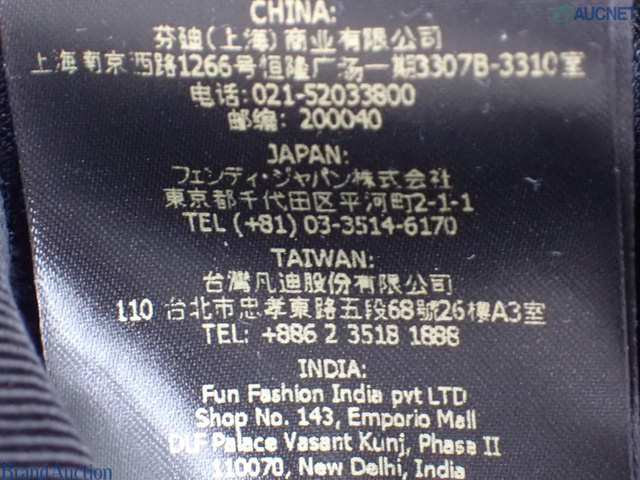 AUCNET
CHINA:
芬迪(上海)商业有限公司
上海南京西路1266号恒隆广场一期3307B-3310室
电话:021-52033800
邮编: 200040
JAPAN:
フェンディ・ジャパン株式会社
東京都千代田区平河町2-1-1
TEL (+81) 03-3514-6170
TAIWAN:
台灣凡迪股份有限公司
110 台北市忠孝東路五段68號26樓A3室
TEL: +886 2 3518 1888
INDIA:
Fun Fashion India pvt LTD
Shop No. 143, Emporio Mall
DLF Palace Vasant Kunj, Phase II
110070, New Delhi, India
Brand Auction